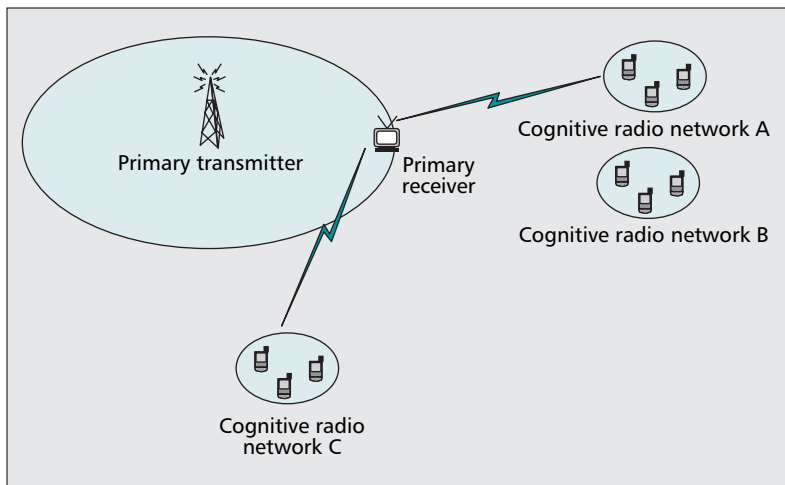 Primary transmitter
Primary
receiver
Cognitive radio network A
Cognitive radio network B
Cognitive radio
network C